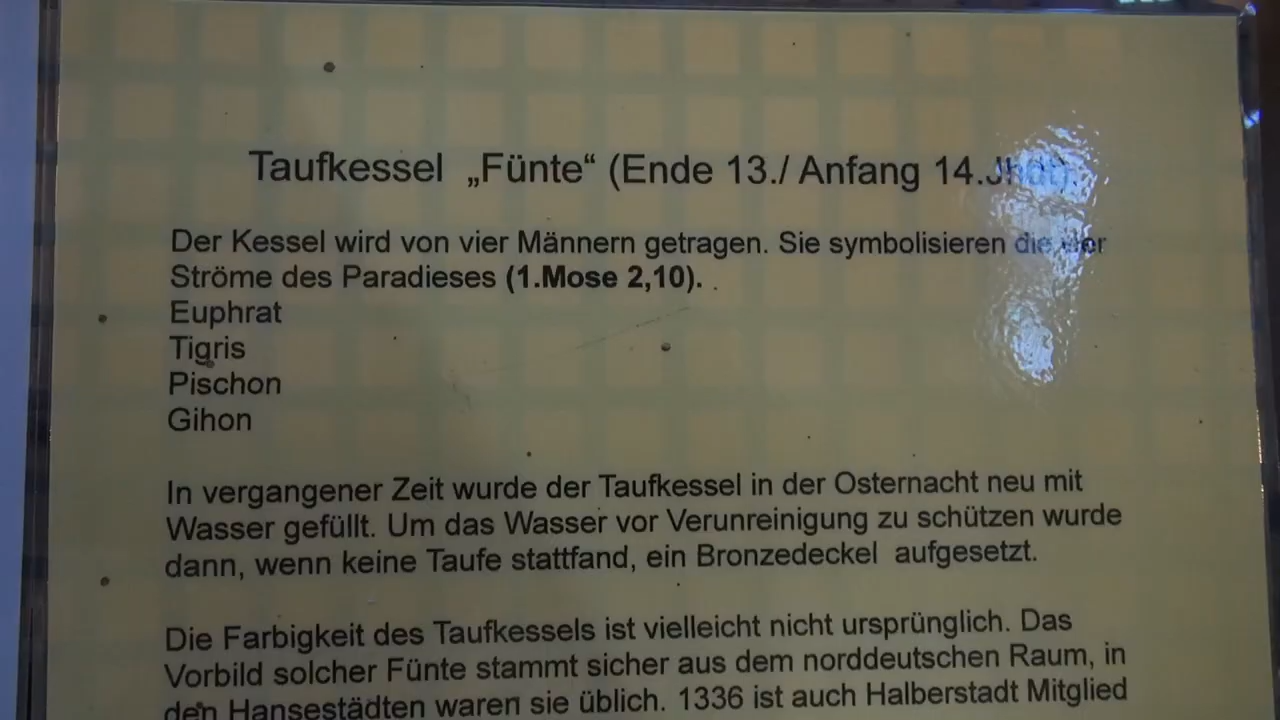 Taufkessel „Fünte“ (Ende 13./ Anfang 14.Jhdt).
Der Kessel wird von vier Männern getragen. Sie symbolisieren die vier
Ströme des Paradieses (1.Mose 2,10). .
Euphrat
Tigris
Pischon
Gihon
In vergangener Zeit wurde der Taufkessel in der Osternacht neu mit
Wasser gefüllt. Um das Wasser vor Verunreinigung zu schützen wurde
dann, wenn keine Taufe stattfand, ein Bronzedeckel aufgesetzt.
Die Farbigkeit des Taufkessels ist vielleicht nicht ursprünglich. Das
Vorbild solcher Fünte stammt sicher aus dem norddeutschen Raum, in
den Hansestädten waren sie üblich. 1336 ist auch Halberstadt Mitglied